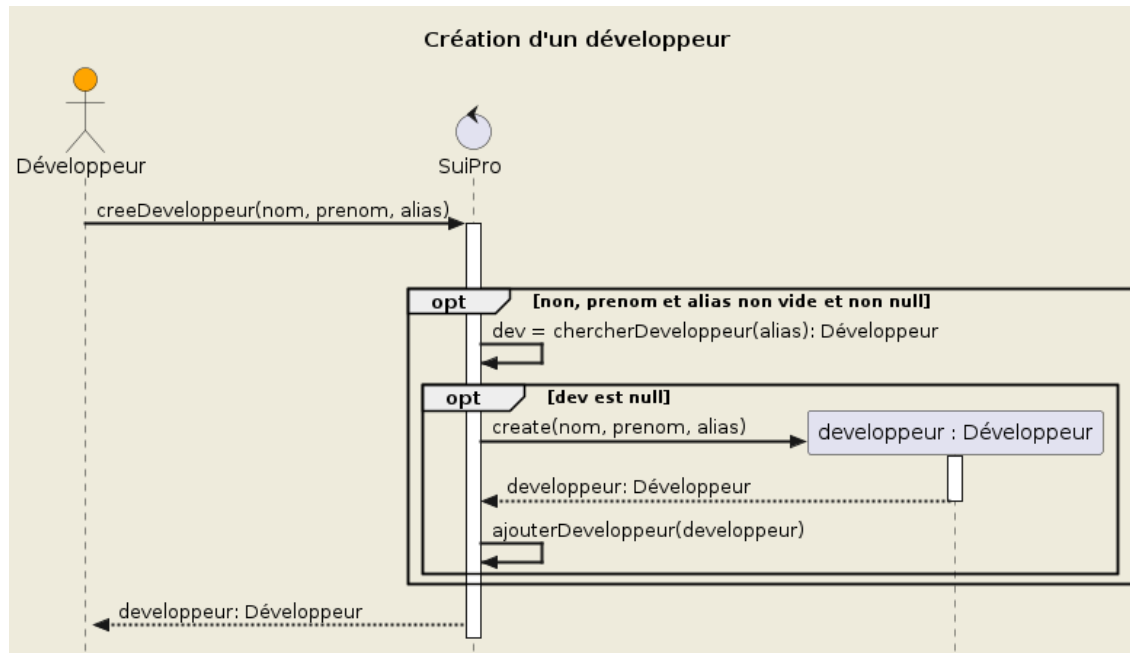 Création d'un développeur
Développeur
SuiPro
creeDeveloppeur(nom, prenom, alias)
opt [non, prenom et alias non vide et non null]
dev = chercherDeveloppeur(alias): Développeur
opt [dev est null]
create(nom, prenom, alias)
developpeur : Développeur
developpeur: Développeur
ajouterDeveloppeur(developpeur)
developpeur: Développeur